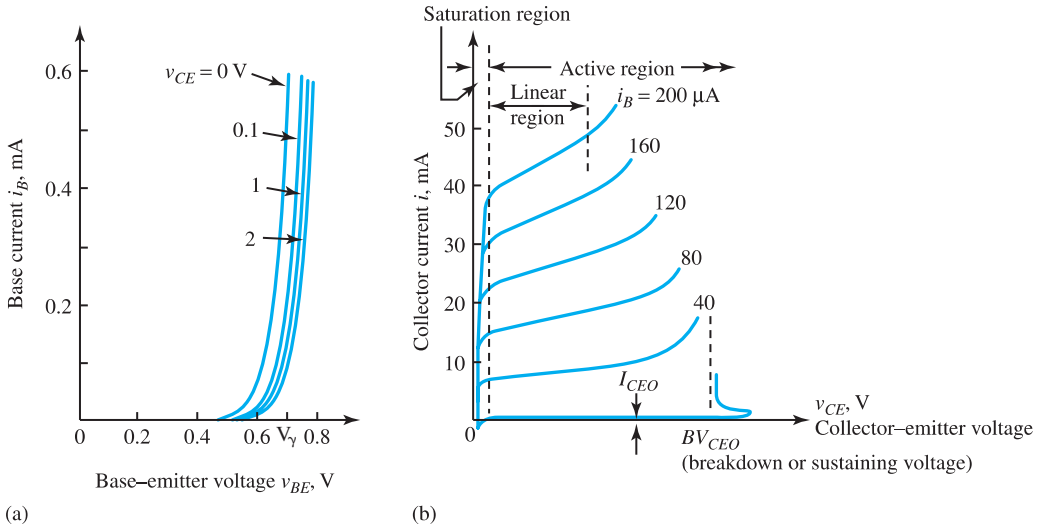 0.6
0.4
0.2
0
0
0.2
0.4
0.6
V_γ
0.8
v_CE = 0 V
0.1
1
2
Base current i_B, mA
Base–emitter voltage v_BE, V
(a)
Saturation region
Active region
Linear
region
i_B = 200 μA
160
120
80
40
50
40
30
20
10
0
Collector current i, mA
I_CEO
v_CE, V
Collector–emitter voltage
BV_CEO
(breakdown or sustaining voltage)
(b)